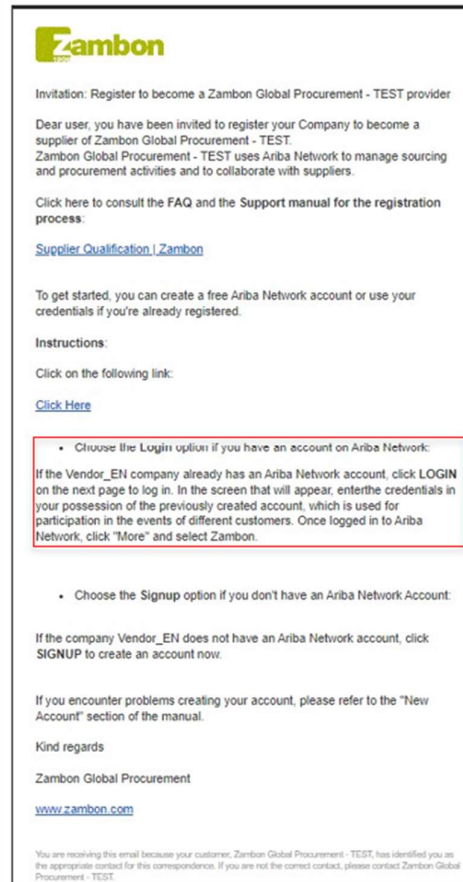 Zambon
1906
Invitation: Register to become a Zambon Global Procurement - TEST provider
Dear user, you have been invited to register your Company to become a
supplier of Zambon Global Procurement - TEST.
Zambon Global Procurement - TEST uses Ariba Network to manage sourcing
and procurement activities and to collaborate with suppliers.
Click here to consult the FAQ and the Support manual for the registration
process:
Supplier Qualification | Zambon
To get started, you can create a free Ariba Network account or use your
credentials if you're already registered.
Instructions:
Click on the following link:
Click Here
• Choose the Login option if you have an account on Ariba Network:
If the Vendor_EN company already has an Ariba Network account, click LOGIN
on the next page to log in. In the screen that will appear, enterthe credentials in
your possession of the previously created account, which is used for
participation in the events of different customers. Once logged in to Ariba
Network, click "More" and select Zambon.
• Choose the Signup option if you don't have an Ariba Network Account:
If the company Vendor_EN does not have an Ariba Network account, click
SIGNUP to create an account now.
If you encounter problems creating your account, please refer to the "New
Account" section of the manual.
Kind regards
Zambon Global Procurement
www.zambon.com
You are receiving this email because your customer, Zambon Global Procurement - TEST, has identified you as
the appropriate contact for this correspondence. If you are not the correct contact, please contact Zambon Global
Procurement - TEST.